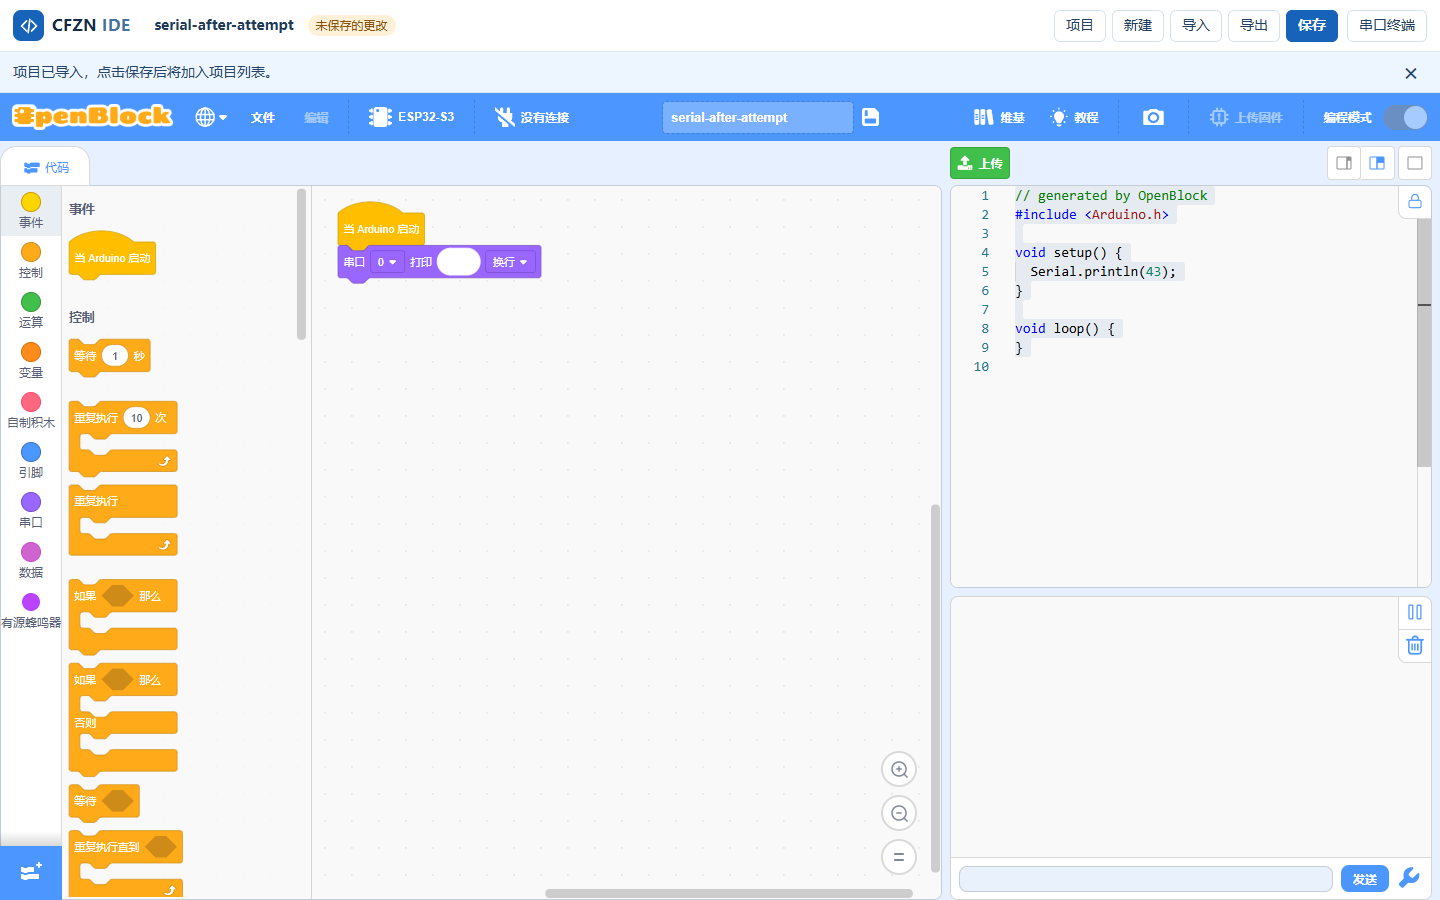 CFZN IDE
serial-after-attempt
未保存的更改
项目
新建
导入
导出
保存
串口终端
项目已导入，点击保存后将加入项目列表。
OpenBlock
文件
编辑
ESP32-S3
没有连接
serial-after-attempt
维基
教程
上传固件
编程模式
代码
上传
事件
控制
运算
变量
自制积木
引脚
串口
数据
有源蜂鸣器
事件
当 Arduino 启动
控制
等待 1 秒
重复执行 10 次
重复执行
如果 那么
如果 那么
否则
等待
重复执行直到
当 Arduino 启动
串口 0 打印 换行
1 // generated by OpenBlock
2 #include <Arduino.h>
3
4 void setup() {
5 Serial.println(43);
6 }
7
8 void loop() {
9 }
10
发送